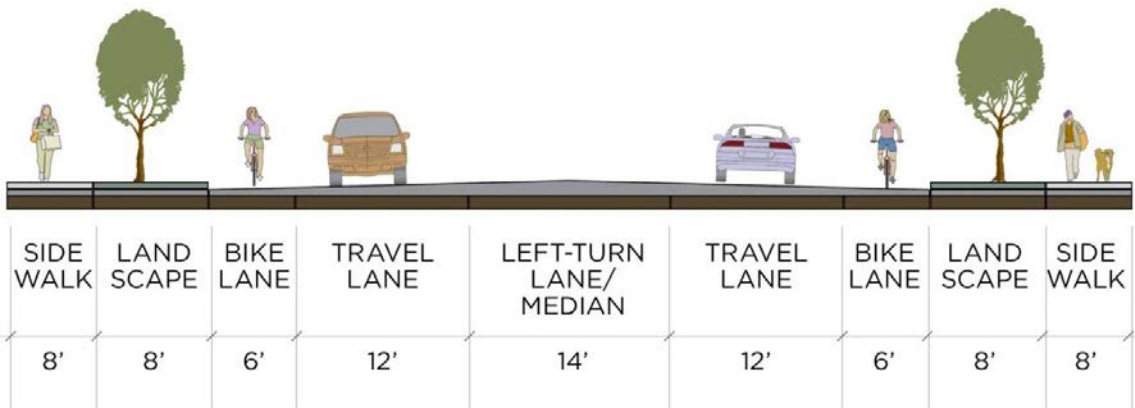 SIDE WALK
LAND SCAPE
BIKE LANE
TRAVEL LANE
LEFT-TURN LANE/ MEDIAN
TRAVEL LANE
BIKE LANE
LAND SCAPE
SIDE WALK
8’ 8’ 6’ 12’ 14’ 12’ 6’ 8’ 8’